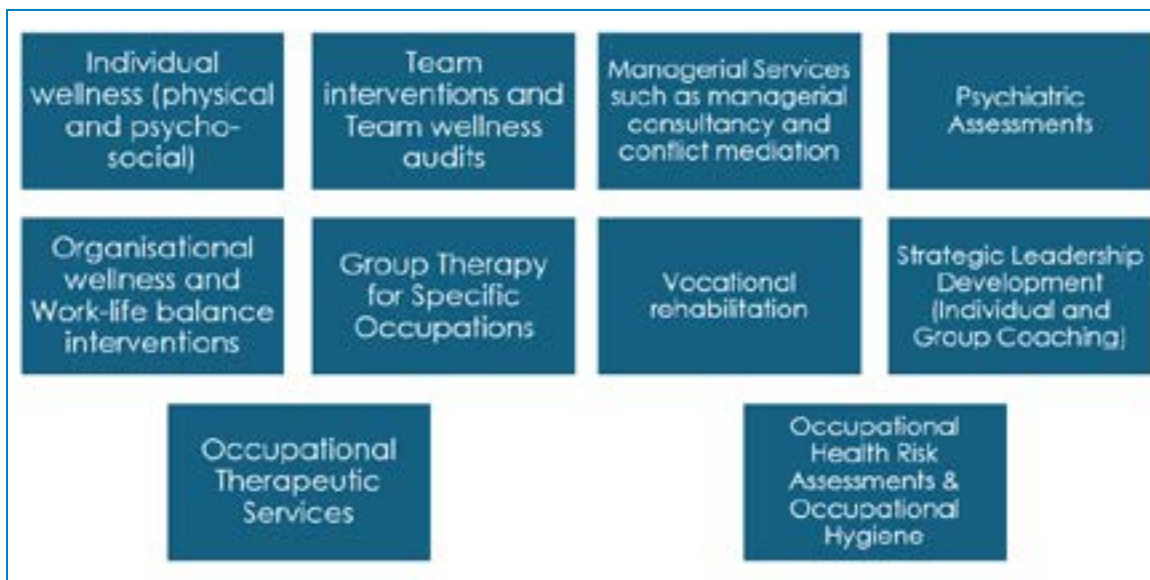 Individual
wellness (physical
and psycho-
social)
Team
interventions and
Team wellness
audits
Managerial Services
such as managerial
consultancy and
conflict mediation
Psychiatric
Assessments
Organisational
wellness and
Work-life balance
interventions
Group Therapy
for Specific
Occupations
Vocational
rehabilitation
Strategic Leadership
Development
(Individual and
Group Coaching)
Occupational
Therapeutic
Services
Occupational
Health Risk
Assessments &
Occupational
Hygiene